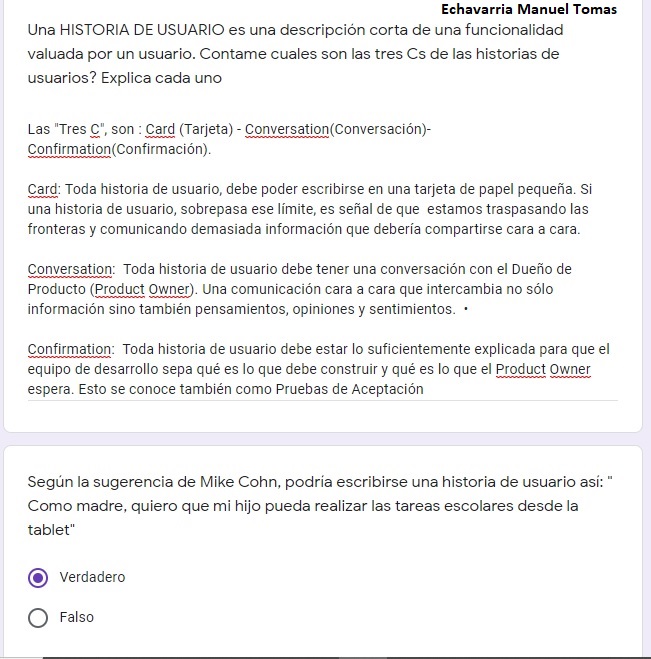 Echavarria Manuel Tomas
Una HISTORIA DE USUARIO es una descripción corta de una funcionalidad
valuada por un usuario. Contame cuales son las tres Cs de las historias de
usuarios? Explica cada uno
Las "Tres C", son : Card (Tarjeta) - Conversation(Conversación)-
Confirmation(Confirmación).
Card: Toda historia de usuario, debe poder escribirse en una tarjeta de papel pequeña. Si
una historia de usuario, sobrepasa ese límite, es señal de que estamos traspasando las
fronteras y comunicando demasiada información que debería compartirse cara a cara.
Conversation: Toda historia de usuario debe tener una conversación con el Dueño de
Producto (Product Owner). Una comunicación cara a cara que intercambia no sólo
información sino también pensamientos, opiniones y sentimientos. •
Confirmation: Toda historia de usuario debe estar lo suficientemente explicada para que el
equipo de desarrollo sepa qué es lo que debe construir y qué es lo que el Product Owner
espera. Esto se conoce también como Pruebas de Aceptación
Según la sugerencia de Mike Cohn, podría escribirse una historia de usuario así: "
Como madre, quiero que mi hijo pueda realizar las tareas escolares desde la
tablet"
Verdadero
Falso